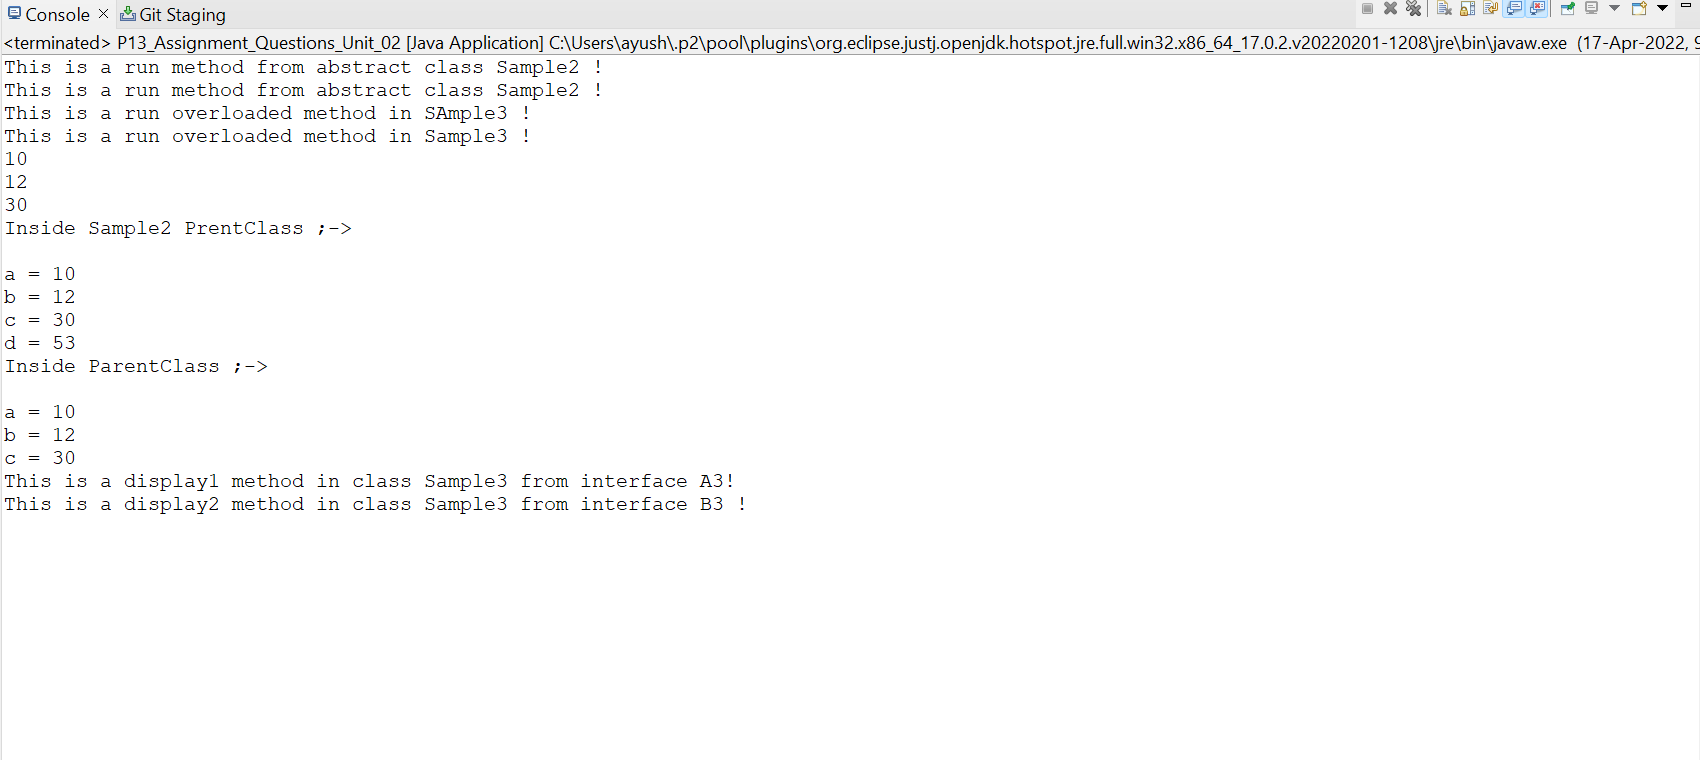 Console Git Staging
<terminated> P13_Assignment_Questions_Unit_02 [Java Application] C:\Users\ayush\.p2\pool\plugins\org.eclipse.justj.openjdk.hotspot.jre.full.win32.x86_64_17.0.2.v20220201-1208\jre\bin\javaw.exe (17-Apr-2022, 9
This is a run method from abstract class Sample2 !
This is a run method from abstract class Sample2 !
This is a run overloaded method in SAmple3 !
This is a run overloaded method in Sample3 !
10
12
30
Inside Sample2 PrentClass ;->
a = 10
b = 12
c = 30
d = 53
Inside ParentClass ;->
a = 10
b = 12
c = 30
This is a display1 method in class Sample3 from interface A3!
This is a display2 method in class Sample3 from interface B3 !